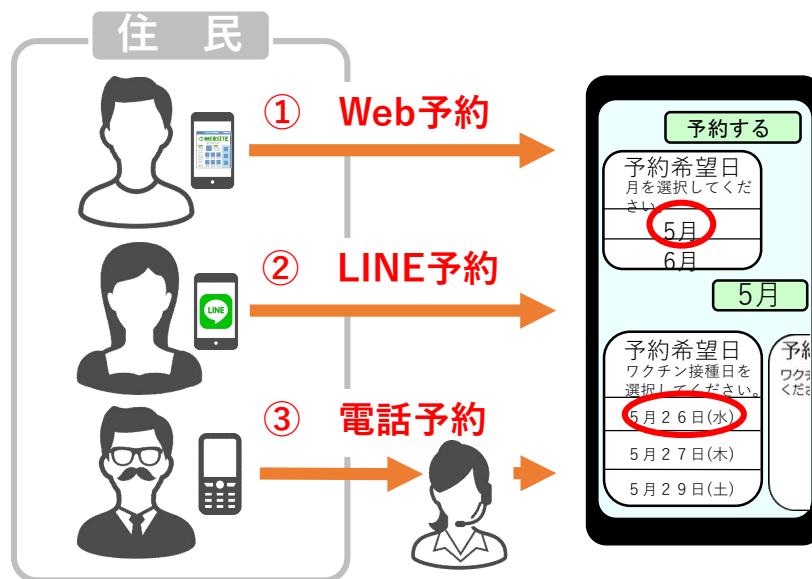 住 民
① Web予約
WEBSITE
② LINE予約
LINE
③ 電話予約
予約する
予約希望日
月を選択してくだ
さい。
5月
6月
5月
予約希望日
ワクチン接種日を
選択してください。
5月26日(水)
5月27日(木)
5月29日(土)
予
ワク
くだ